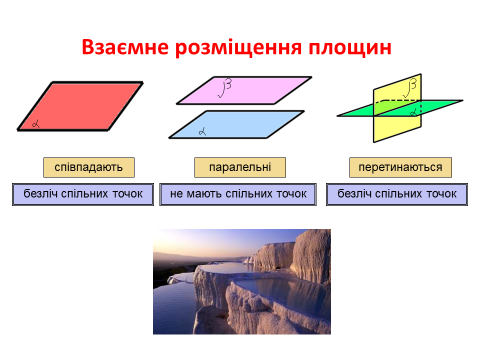 Взаємне розміщення площин
β
β
α
α
α
співпадають
паралельні
перетинаються
безліч спільних точок
не мають спільних точок
безліч спільних точок